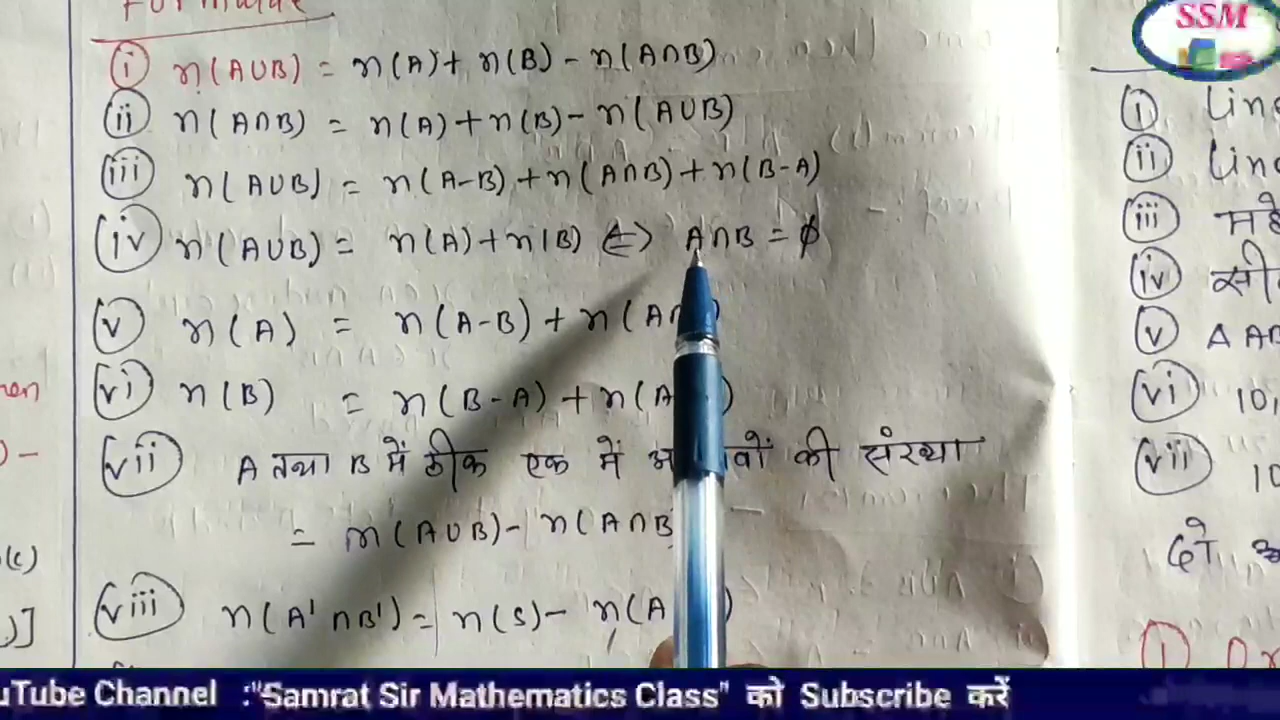 Formulae
(i) n(A∪B) = n(A) + n(B) - n(A∩B)
(ii) n(A∩B) = n(A) + n(B) - n(A∪B)
(iii) n(A∪B) = n(A-B) + n(A∩B) + n(B-A)
(iv) n(A∪B) = n(A) + n(B) ⇔ A∩B = ϕ
(v) n(A) = n(A-B) + n(A
(vi) n(B) = n(B-A) + n(A )
(vii) A तथा B में ठीक एक में की संख्या
= n(A∪B) - n(A∩B
(viii) n(A'∩B') = n(S) - n(A )
SSM
(i)
(ii)
(iii)
(iv)
(v) Δ AB
(vi) 10,
(vii) 10
दो
(c)
)]
uTube Channel :"Samrat Sir Mathematics Class" को Subscribe करें